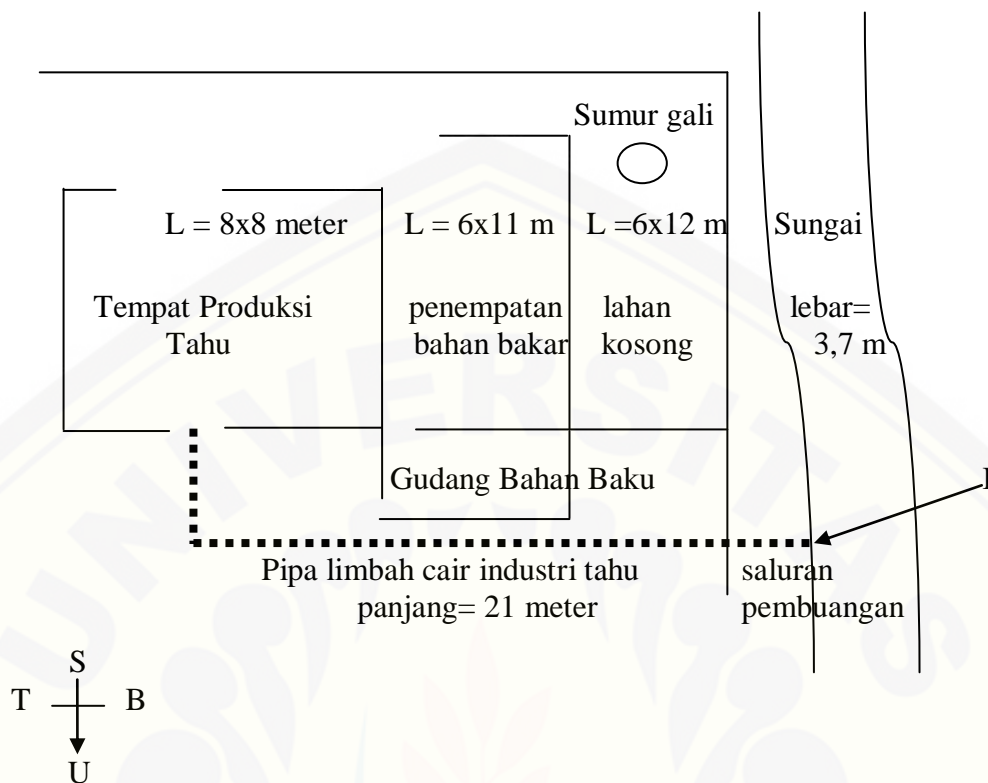 Sumur gali
L = 8x8 meter
L = 6x11 m
L =6x12 m
Sungai
Tempat Produksi
Tahu
penempatan
bahan bakar
lahan
kosong
lebar=
3,7 m
Gudang Bahan Baku
Pipa limbah cair industri tahu
panjang= 21 meter
saluran
pembuangan
S
T
B
U
UNIVERSITAS